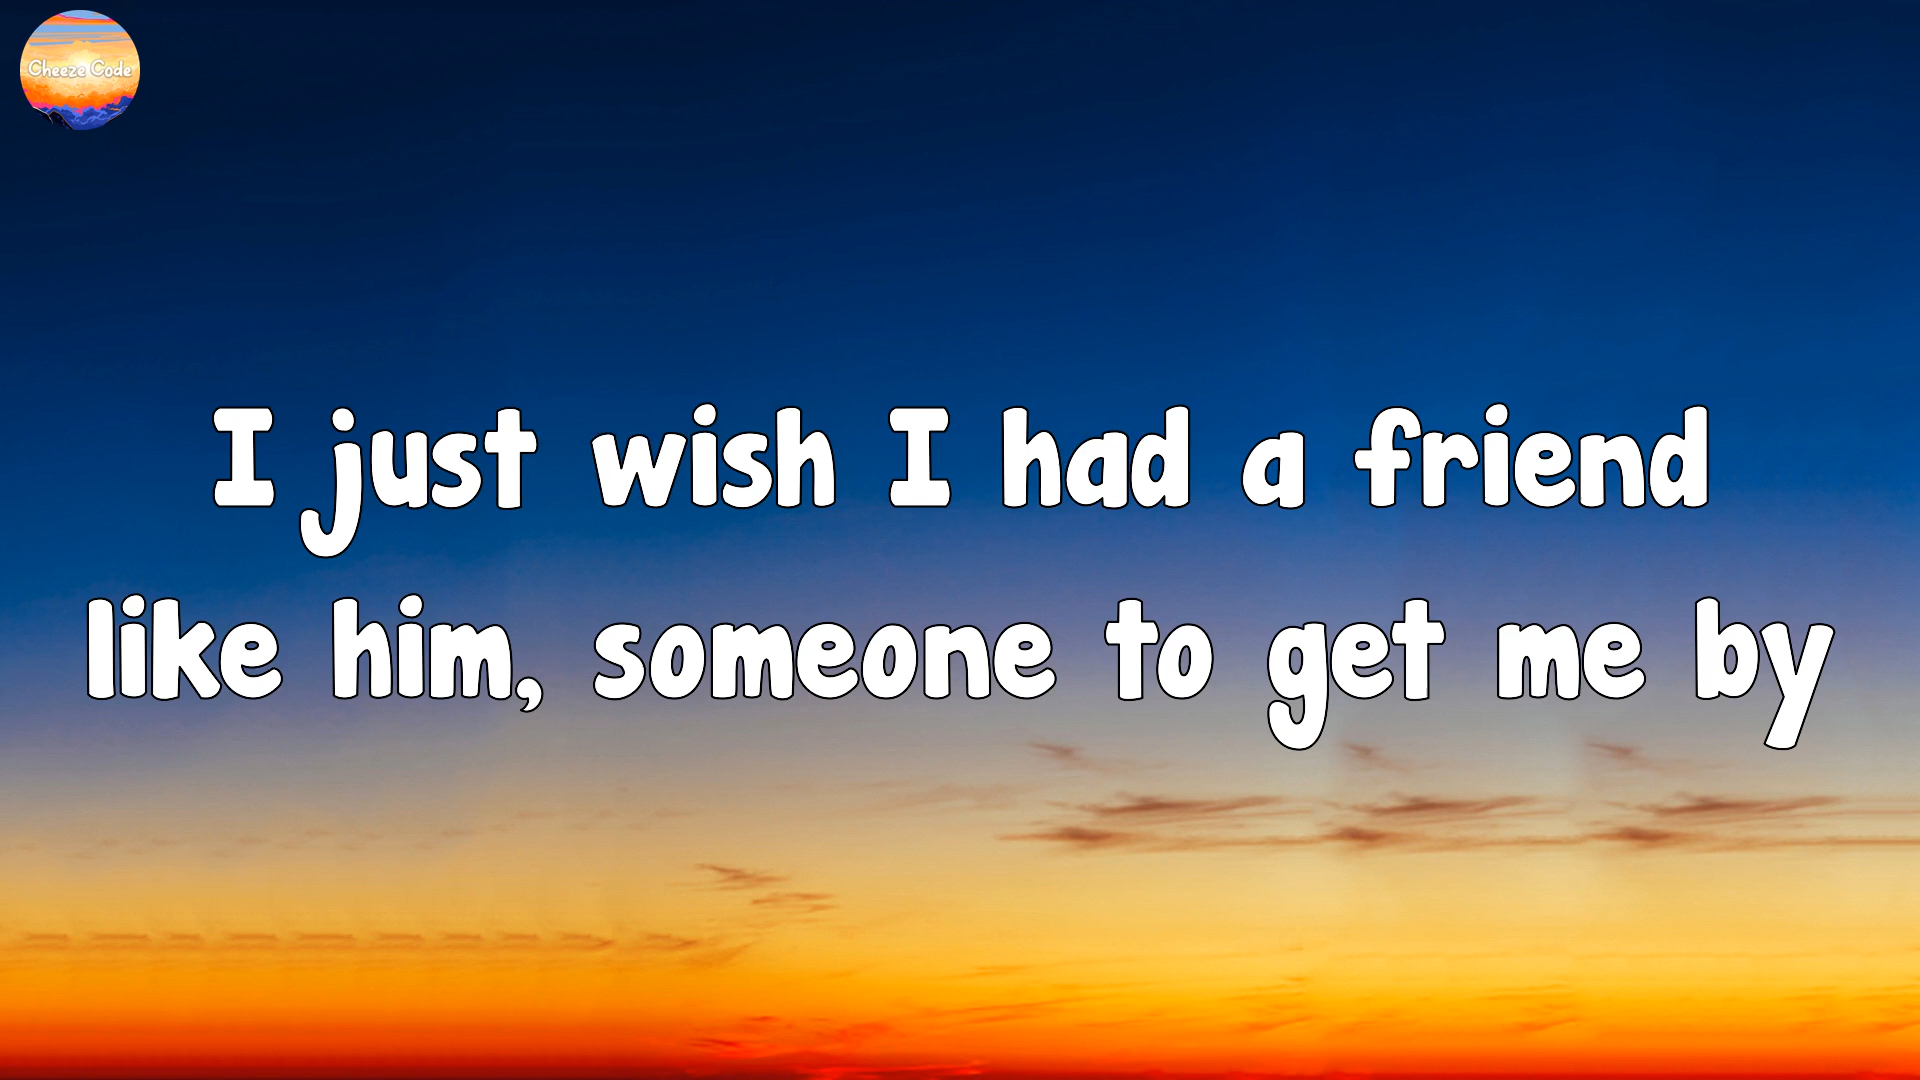 Cheeze Code
I just wish I had a friend
like him, someone to get me by